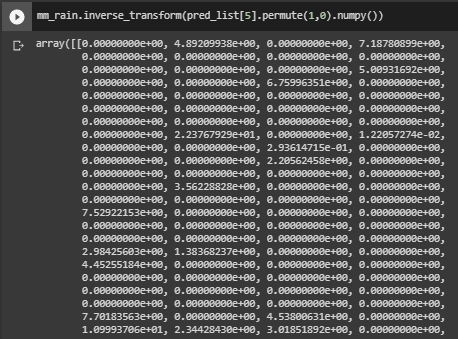 mm_rain.inverse_transform(pred_list[5].permute(1,0).numpy())
array([[0.00000000e+00, 4.89209938e+00, 0.00000000e+00, 7.18780899e+00,
0.00000000e+00, 0.00000000e+00, 0.00000000e+00, 0.00000000e+00,
0.00000000e+00, 0.00000000e+00, 0.00000000e+00, 5.00931692e+00,
0.00000000e+00, 0.00000000e+00, 6.75996351e+00, 0.00000000e+00,
0.00000000e+00, 0.00000000e+00, 0.00000000e+00, 0.00000000e+00,
0.00000000e+00, 0.00000000e+00, 0.00000000e+00, 0.00000000e+00,
0.00000000e+00, 0.00000000e+00, 0.00000000e+00, 0.00000000e+00,
0.00000000e+00, 2.23767929e+01, 0.00000000e+00, 1.22057274e-02,
0.00000000e+00, 0.00000000e+00, 2.93614715e-01, 0.00000000e+00,
0.00000000e+00, 0.00000000e+00, 2.20562458e+00, 0.00000000e+00,
0.00000000e+00, 0.00000000e+00, 0.00000000e+00, 0.00000000e+00,
0.00000000e+00, 3.56228828e+00, 0.00000000e+00, 0.00000000e+00,
0.00000000e+00, 0.00000000e+00, 0.00000000e+00, 0.00000000e+00,
7.52922153e+00, 0.00000000e+00, 0.00000000e+00, 0.00000000e+00,
0.00000000e+00, 0.00000000e+00, 0.00000000e+00, 0.00000000e+00,
0.00000000e+00, 0.00000000e+00, 0.00000000e+00, 0.00000000e+00,
2.98425603e+00, 1.38368237e+00, 0.00000000e+00, 0.00000000e+00,
4.45255184e+00, 0.00000000e+00, 0.00000000e+00, 0.00000000e+00,
0.00000000e+00, 0.00000000e+00, 0.00000000e+00, 0.00000000e+00,
0.00000000e+00, 0.00000000e+00, 0.00000000e+00, 0.00000000e+00,
0.00000000e+00, 0.00000000e+00, 0.00000000e+00, 0.00000000e+00,
7.70183563e+00, 0.00000000e+00, 4.53800631e+00, 0.00000000e+00,
1.09993706e+01, 2.34428430e+00, 3.01851892e+00, 0.00000000e+00,